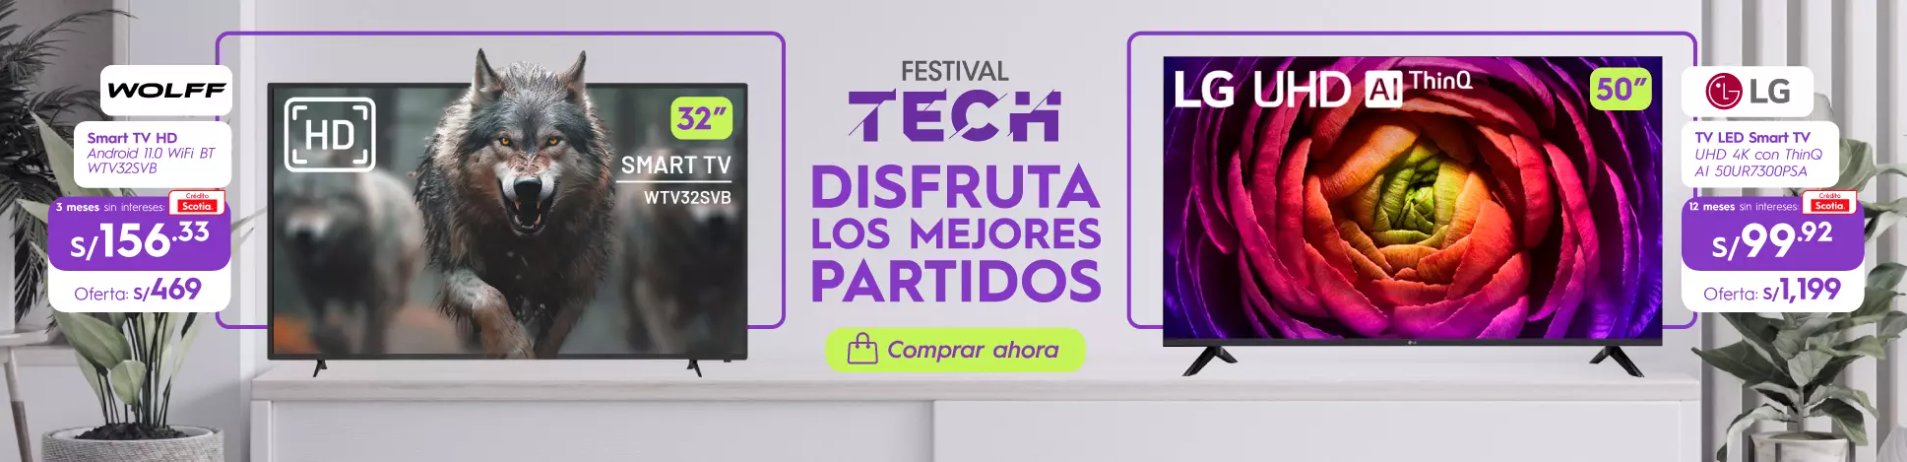 WOLFF
Smart TV HD
Android 11.0 WiFi BT
WTV32SVB
3 meses sin intereses:
Crédito
Scotia.
S/156.33
Oferta: S/469
HD
32”
SMART TV
WTV32SVB
FESTIVAL
TECH
DISFRUTA
LOS MEJORES
PARTIDOS
Comprar ahora
LG UHD AI ThinQ
50”
LG
TV LED Smart TV
UHD 4K con ThinQ
AI 50UR7300PSA
12 meses sin intereses:
Crédito
Scotia.
S/99.92
Oferta: S/1,199